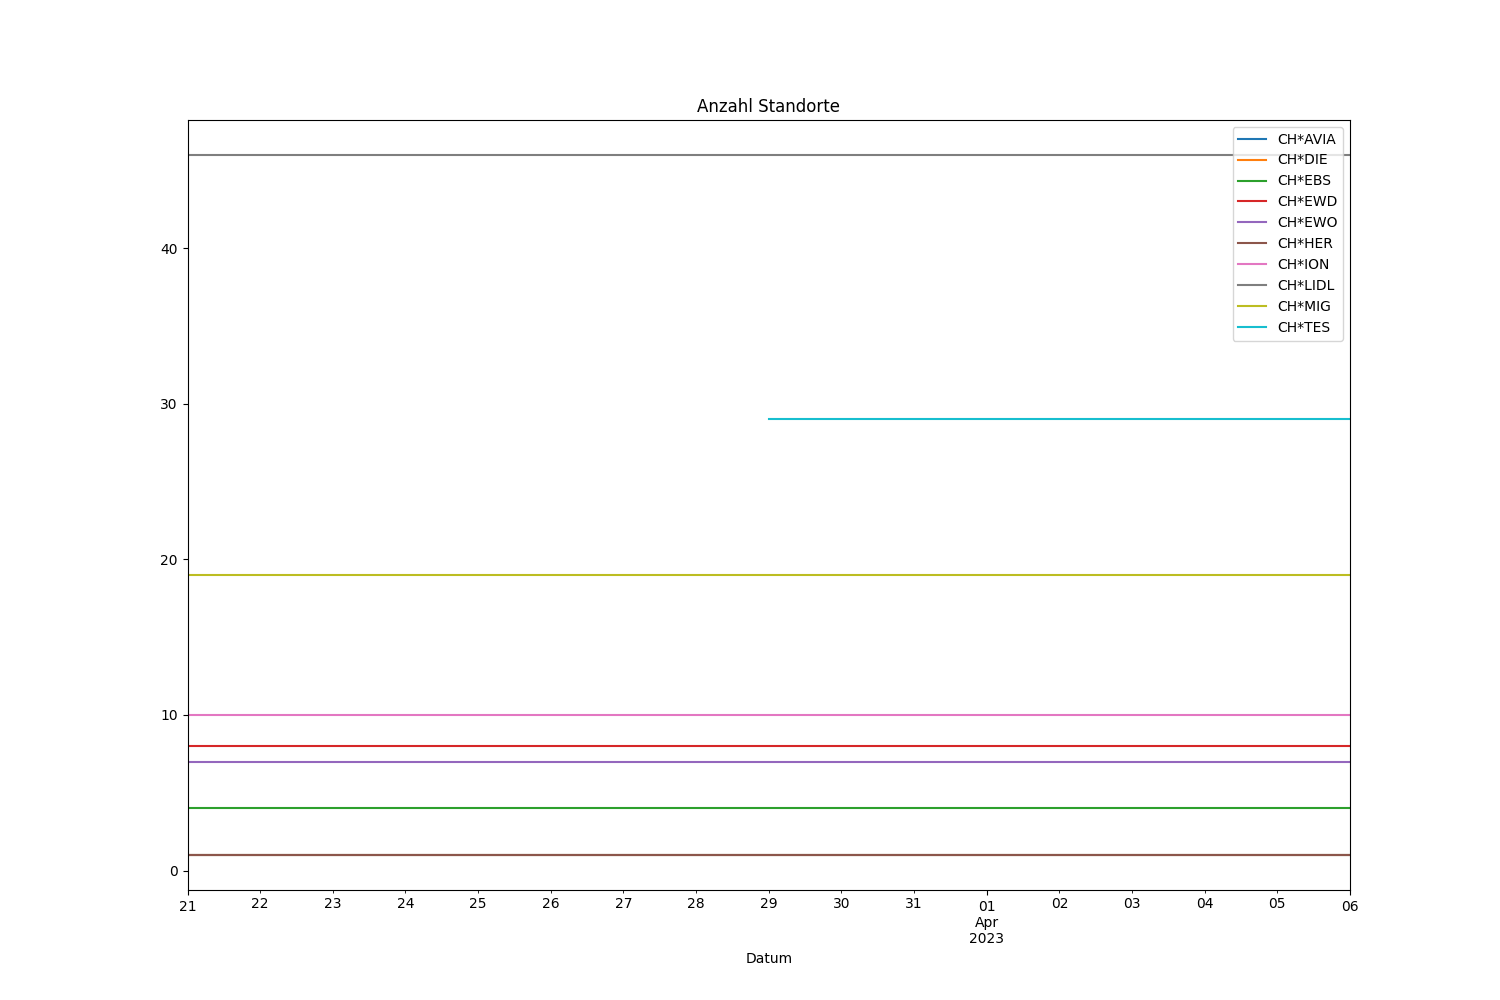 Anzahl Standorte
CH*AVIA
CH*DIE
CH*EBS
CH*EWD
CH*EWO
CH*HER
CH*ION
CH*LIDL
CH*MIG
CH*TES
40
30
20
10
0
21 22 23 24 25 26 27 28 29 30 31 01 02 03 04 05 06
Apr
2023
Datum